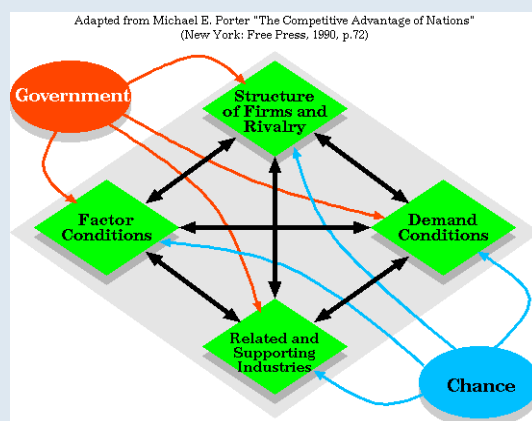 Adapted from Michael E. Porter "The Competitive Advantage of Nations"
(New York: Free Press, 1990, p.72)
Government
Structure
of Firms and
Rivalry
Factor
Conditions
Demand
Conditions
Related and
Supporting
Industries
Chance